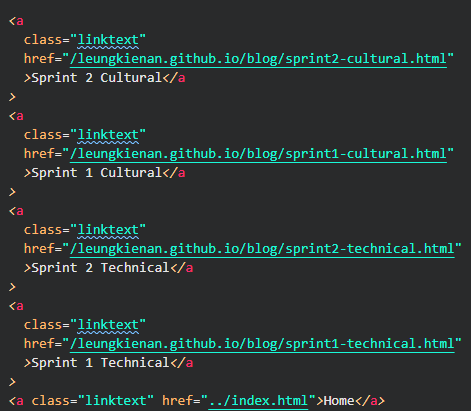 <a
class="linktext"
href="/leungkienan.github.io/blog/sprint2-cultural.html"
>Sprint 2 Cultural</a
>
<a
class="linktext"
href="/leungkienan.github.io/blog/sprint1-cultural.html"
>Sprint 1 Cultural</a
>
<a
class="linktext"
href="/leungkienan.github.io/blog/sprint2-technical.html"
>Sprint 2 Technical</a
>
<a
class="linktext"
href="/leungkienan.github.io/blog/sprint1-technical.html"
>Sprint 1 Technical</a
>
<a class="linktext" href="../index.html">Home</a>